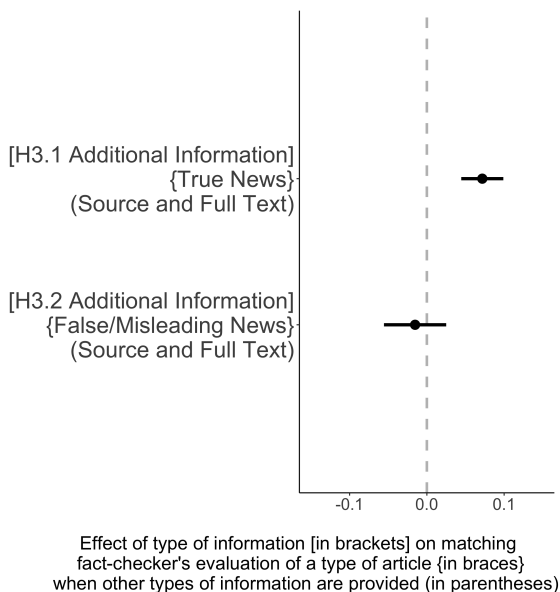 [H3.1 Additional Information]
{True News}
(Source and Full Text)
[H3.2 Additional Information]
{False/Misleading News}
(Source and Full Text)
-0.1 0.0 0.1
Effect of type of information [in brackets] on matching
fact-checker's evaluation of a type of article {in braces}
when other types of information are provided (in parentheses)